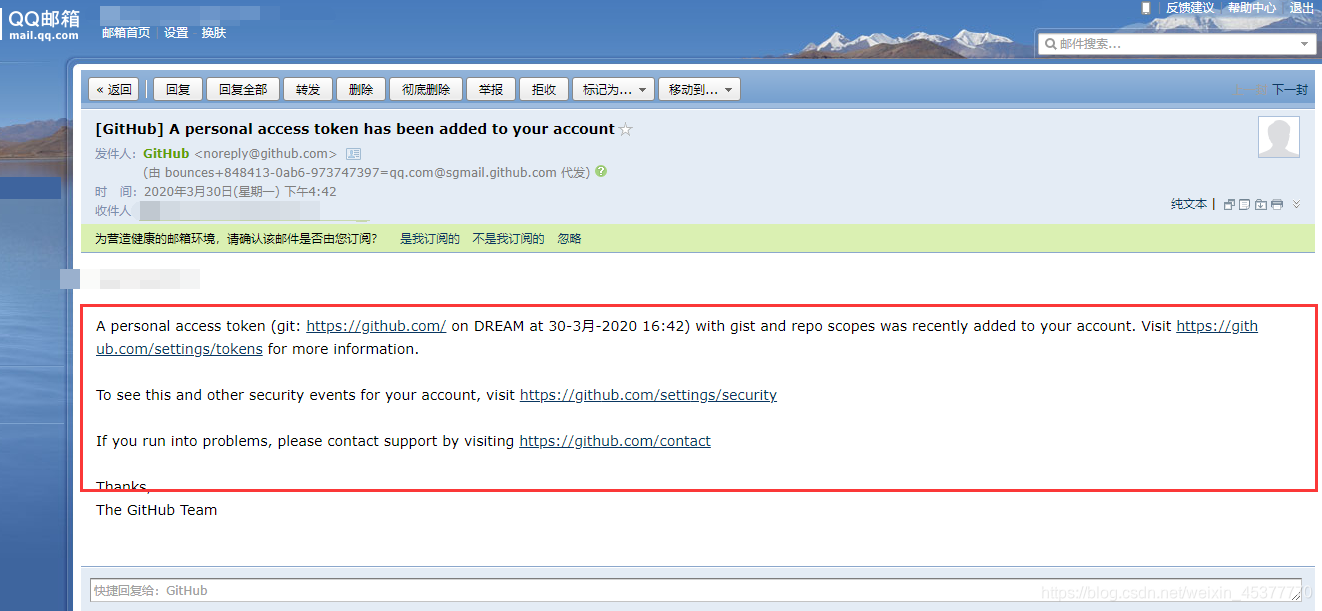 QQ邮箱
mail.qq.com
邮箱首页 | 设置 | 换肤
反馈建议 | 帮助中心 | 退出
邮件搜索...
« 返回 回复 回复全部 转发 删除 彻底删除 举报 拒收 标记为... 移动到...
下一封
[GitHub] A personal access token has been added to your account ☆
发件人: GitHub <noreply@github.com>
(由 bounces+848413-0ab6-973747397=qq.com@sgmail.github.com 代发)
时 间: 2020年3月30日(星期一) 下午4:42
纯文本 |
收件人
为营造健康的邮箱环境，请确认该邮件是否由您订阅? 是我订阅的 不是我订阅的 忽略
A personal access token (git: https://github.com/ on DREAM at 30-3月-2020 16:42) with gist and repo scopes was recently added to your account. Visit https://gith
ub.com/settings/tokens for more information.
To see this and other security events for your account, visit https://github.com/settings/security
If you run into problems, please contact support by visiting https://github.com/contact
Thanks,
The GitHub Team
快捷回复给: GitHub